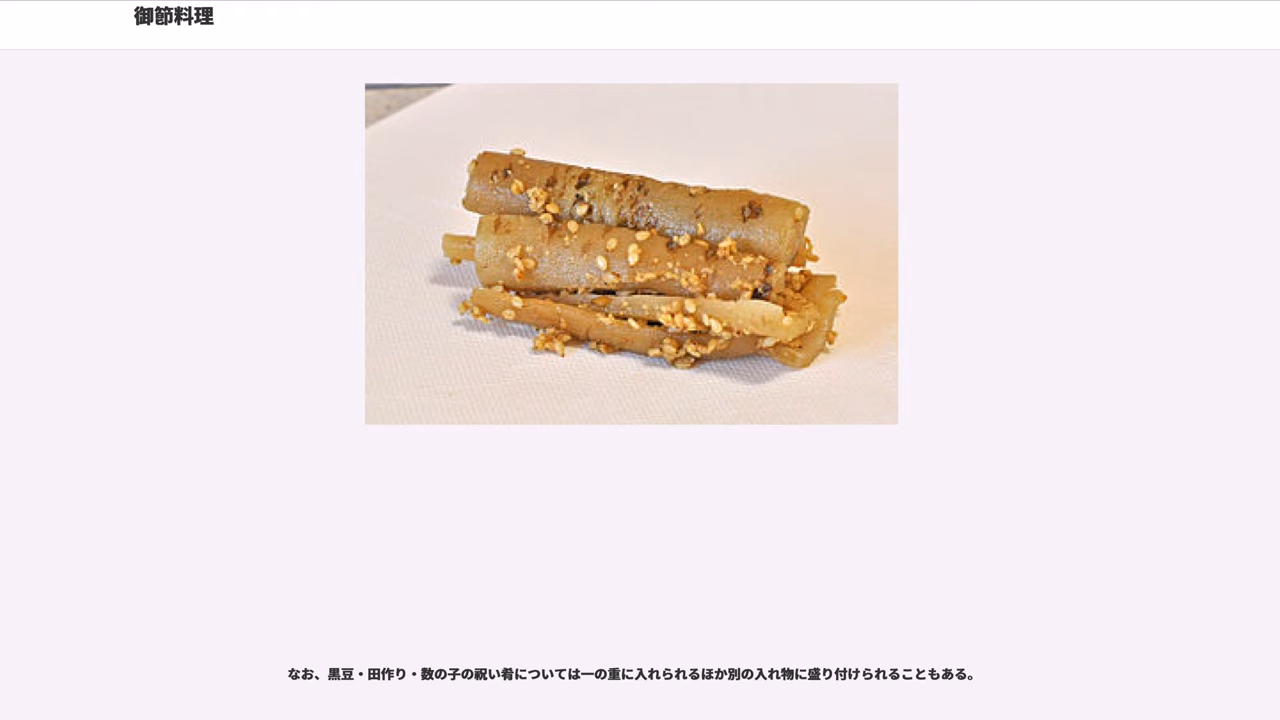 御節料理
なお、黒豆・田作り・数の子の祝い肴については一の重に入れられるほか別の入れ物に盛り付けられることもある。